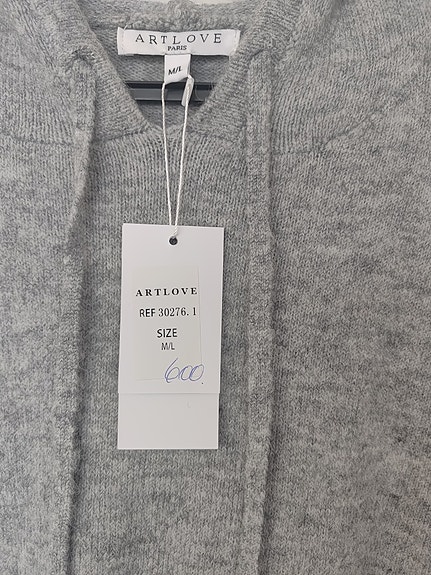 ARTLOVE
PARIS
M/L
ARTLOVE
REF 30276.1
SIZE
M/L
600